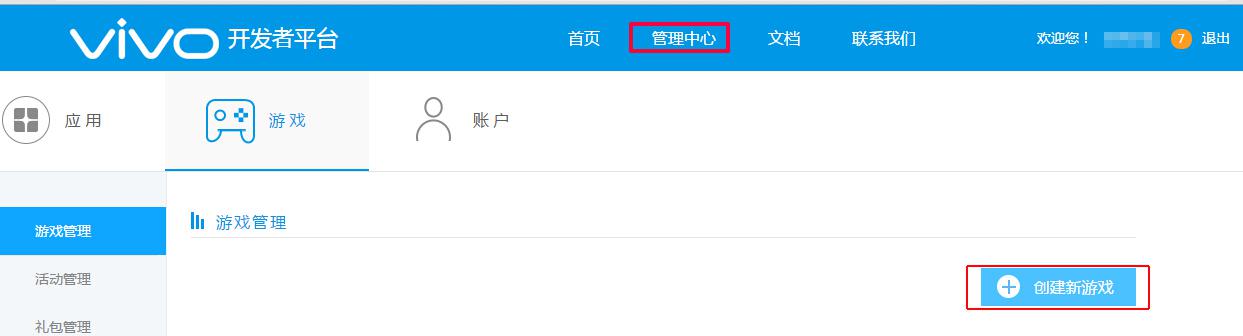 vivo 开发者平台 首页 管理中心 文档 联系我们 欢迎您！ 7 退出
应用 游戏 账户
游戏管理
游戏管理
活动管理
创建新游戏
礼包管理